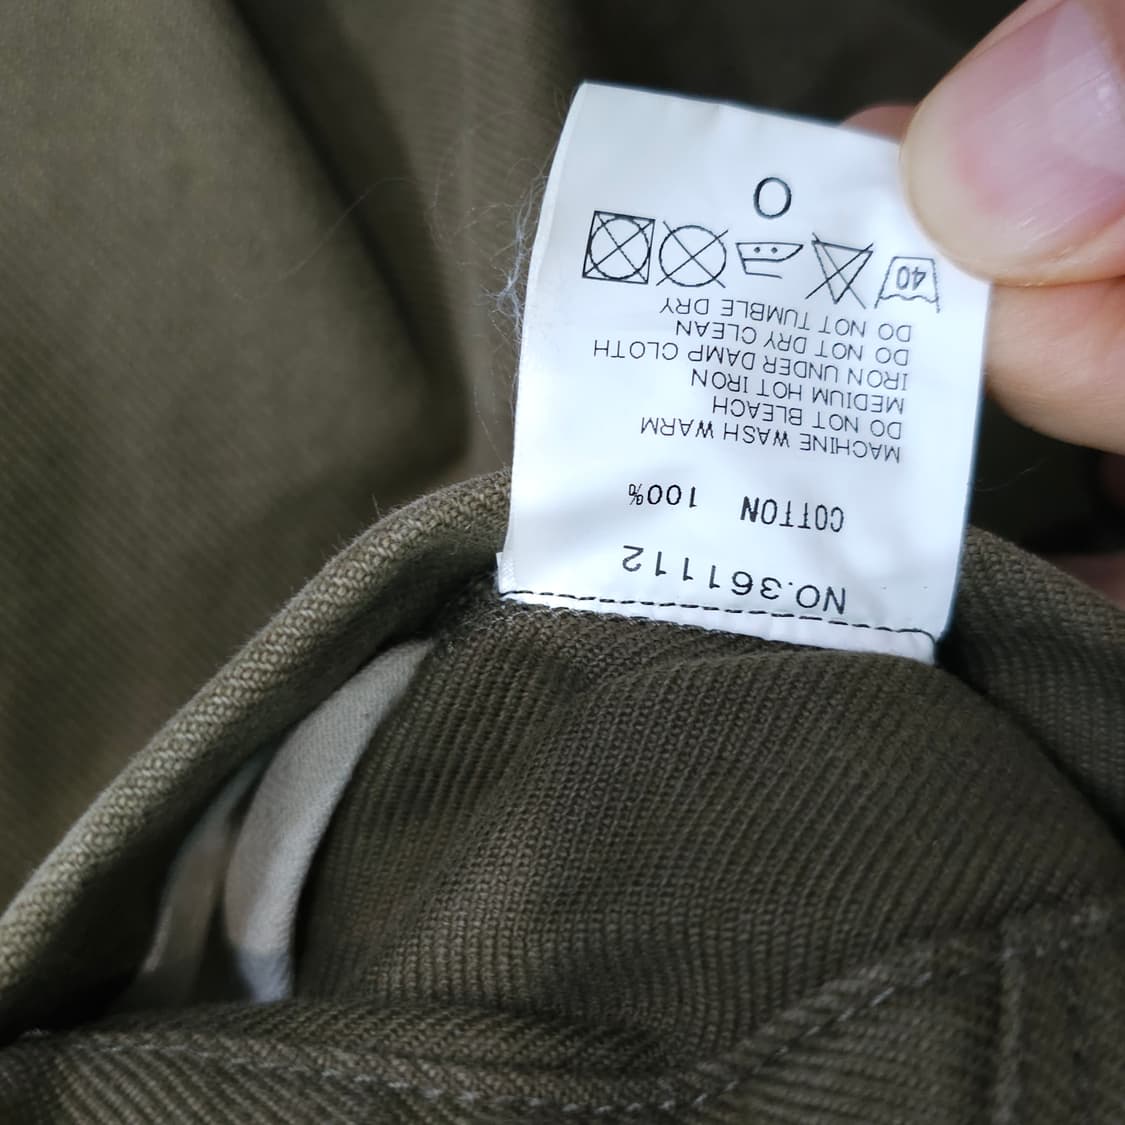 NO.361112
COTTON 100%
MACHINE WASH WARM
DO NOT BLEACH
MEDIUM HOT IRON
IRON UNDER DAMP CLOTH
DO NOT DRY CLEAN
DO NOT TUMBLE DRY
40
O